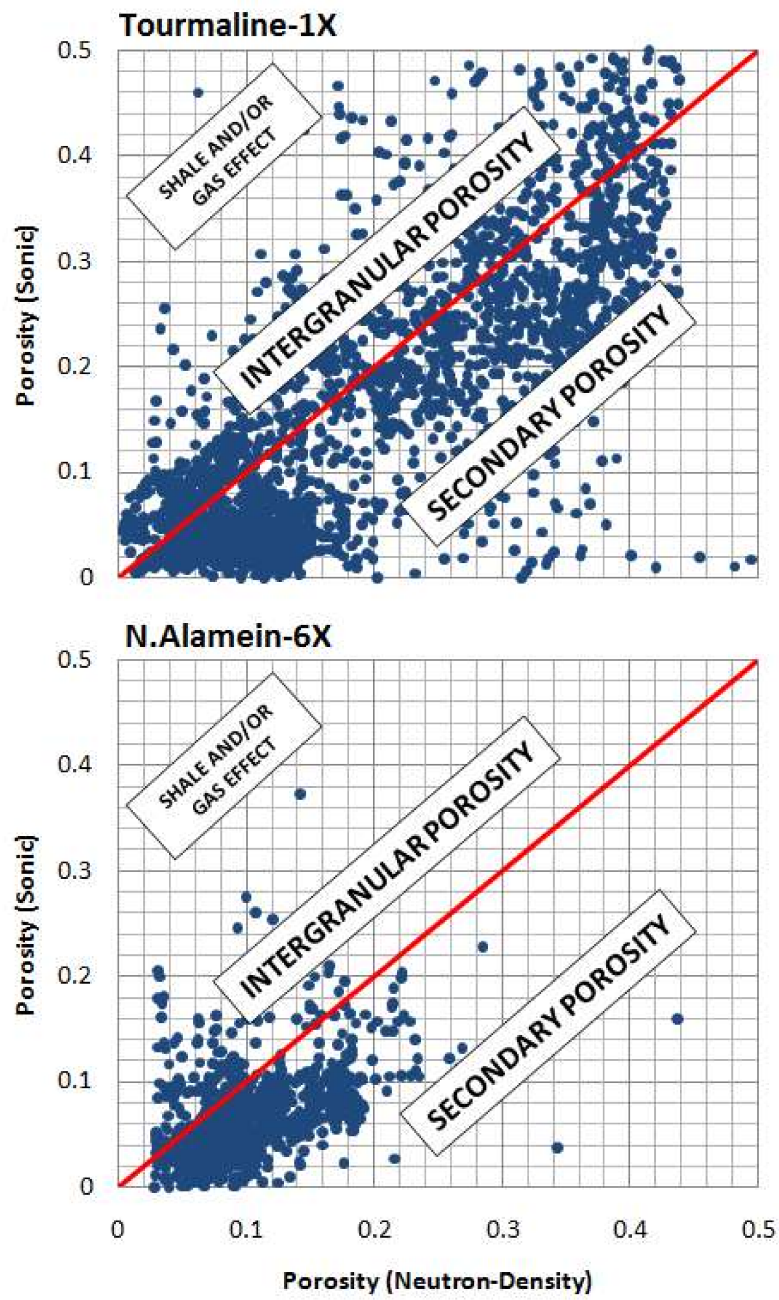 Tourmaline-1X
0.5
0.4
0.3
0.2
0.1
0
Porosity (Sonic)
SHALE AND/OR
GAS EFFECT
INTERGRANULAR POROSITY
SECONDARY POROSITY
N.Alamein-6X
0.5
0.4
0.3
0.2
0.1
0
Porosity (Sonic)
SHALE AND/OR
GAS EFFECT
INTERGRANULAR POROSITY
SECONDARY POROSITY
0 0.1 0.2 0.3 0.4 0.5
Porosity (Neutron-Density)